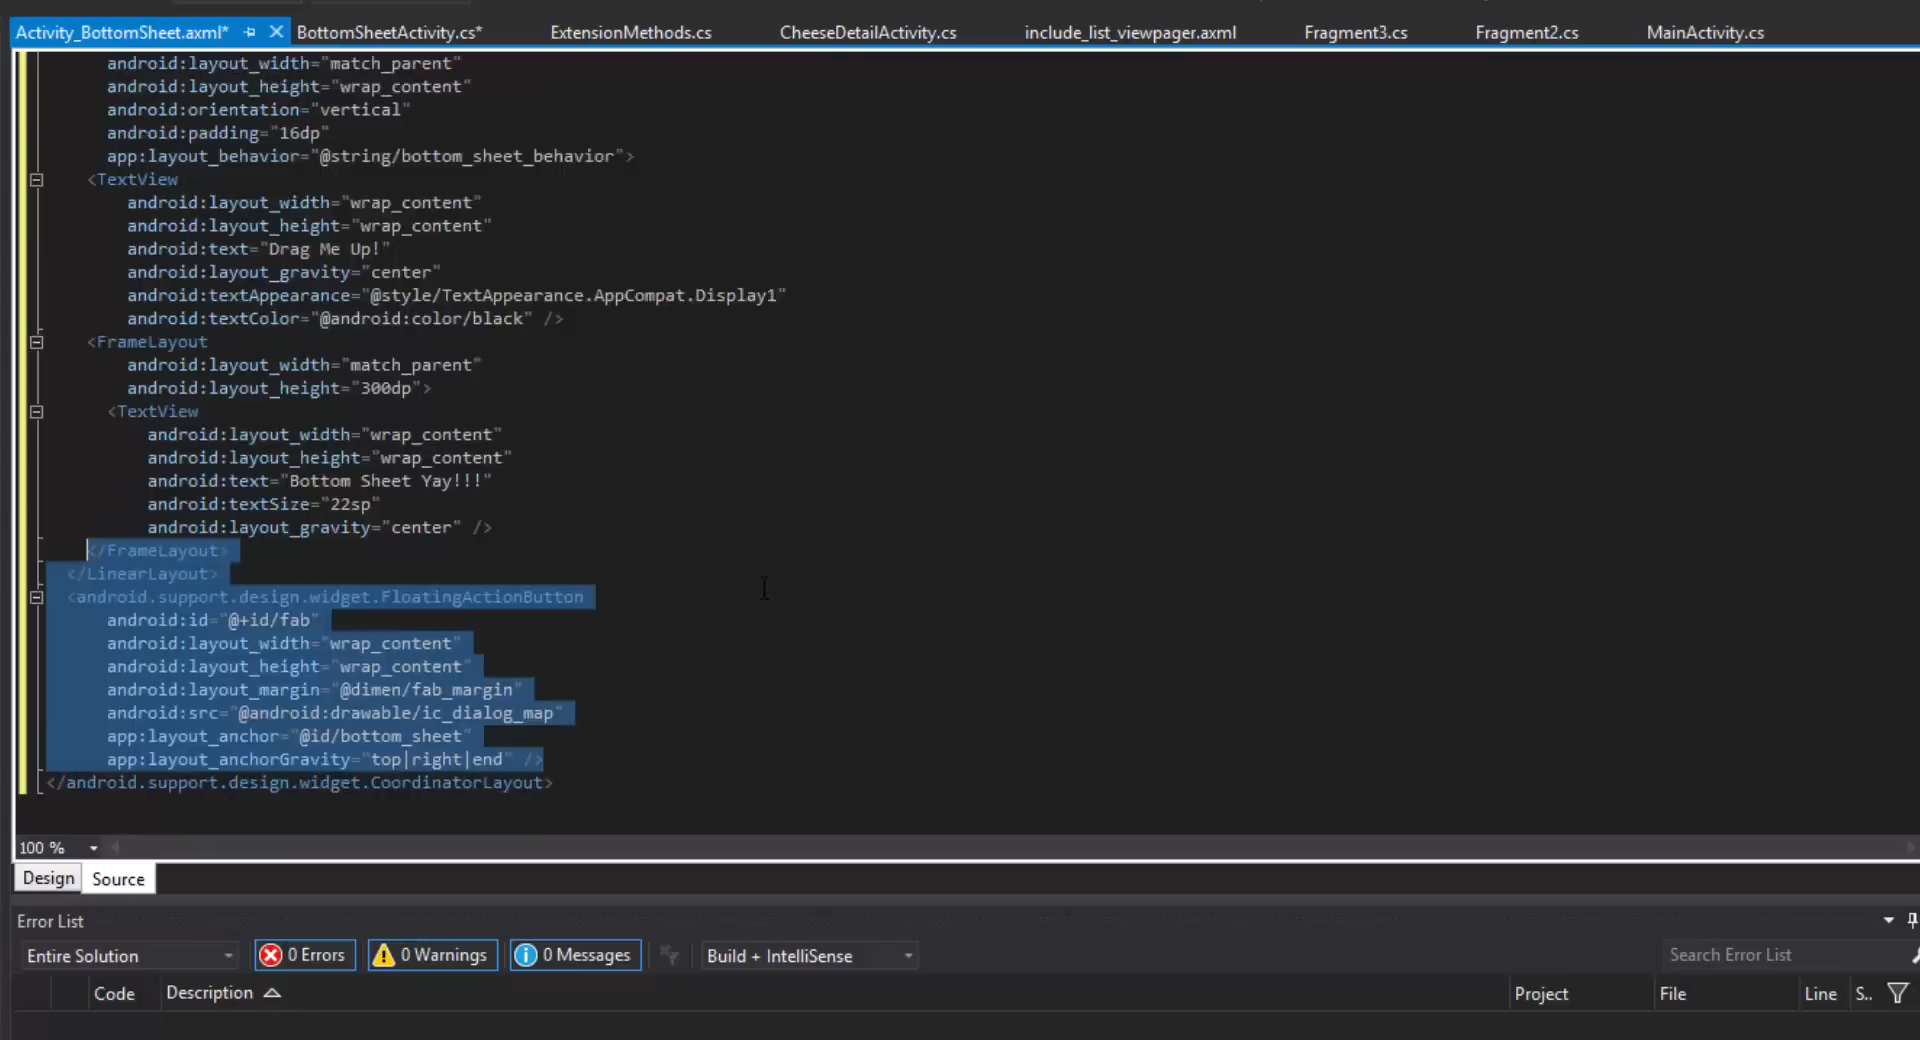 Activity_BottomSheet.axml* BottomSheetActivity.cs* ExtensionMethods.cs CheeseDetailActivity.cs include_list_viewpager.axml Fragment3.cs Fragment2.cs MainActivity.cs
android:layout_width="match_parent"
android:layout_height="wrap_content"
android:orientation="vertical"
android:padding="16dp"
app:layout_behavior="@string/bottom_sheet_behavior">
<TextView
android:layout_width="wrap_content"
android:layout_height="wrap_content"
android:text="Drag Me Up!"
android:layout_gravity="center"
android:textAppearance="@style/TextAppearance.AppCompat.Display1"
android:textColor="@android:color/black" />
<FrameLayout
android:layout_width="match_parent"
android:layout_height="300dp">
<TextView
android:layout_width="wrap_content"
android:layout_height="wrap_content"
android:text="Bottom Sheet Yay!!!"
android:textSize="22sp"
android:layout_gravity="center" />
</FrameLayout>
</LinearLayout>
<android.support.design.widget.FloatingActionButton
android:id="@+id/fab"
android:layout_width="wrap_content"
android:layout_height="wrap_content"
android:layout_margin="@dimen/fab_margin"
android:src="@android:drawable/ic_dialog_map"
app:layout_anchor="@id/bottom_sheet"
app:layout_anchorGravity="top|right|end" />
</android.support.design.widget.CoordinatorLayout>
100 %
Design Source
Error List
Entire Solution 0 Errors 0 Warnings 0 Messages Build + IntelliSense Search Error List
Code Description Project File Line S..